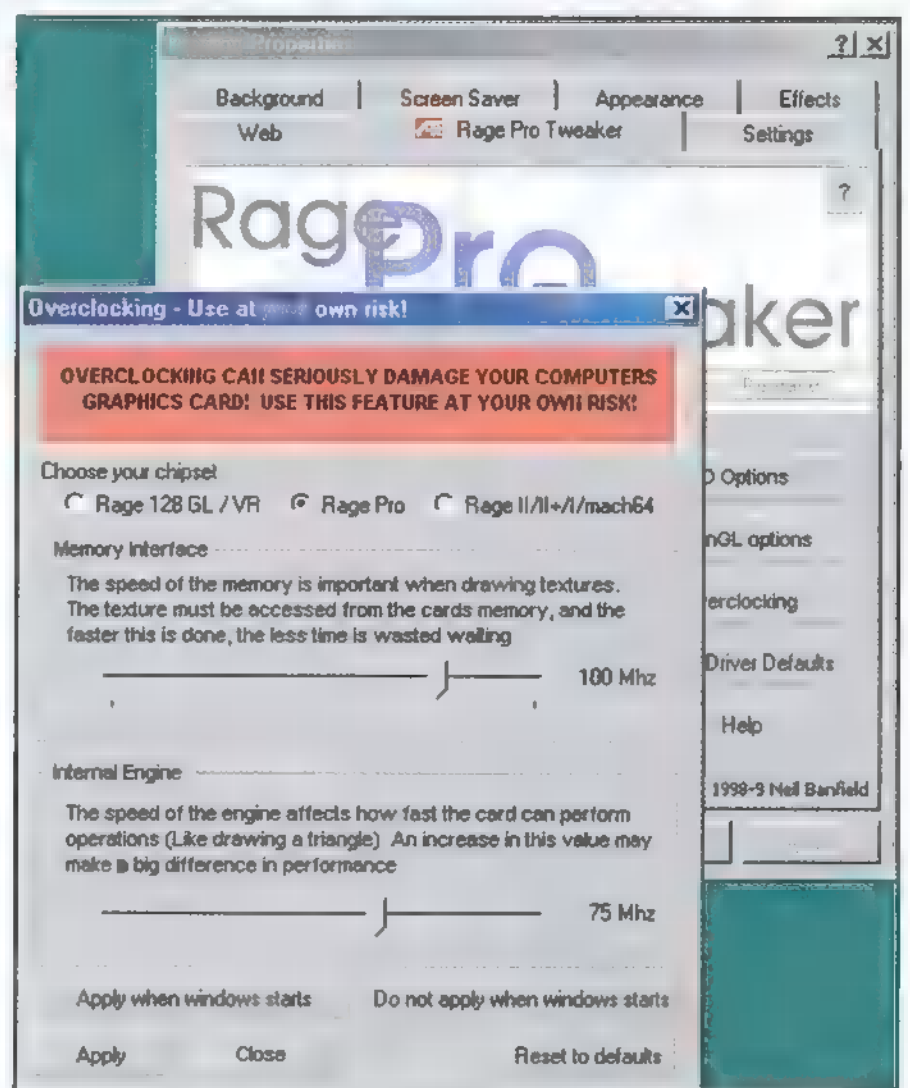 Properties
? ×
Background Screen Saver Appearance Effects
Web ATI Rage Pro Tweaker Settings
Rage
Pro
?
aker
Overclocking - Use at your own risk! ×
OVERCLOCKING CAN SERIOUSLY DAMAGE YOUR COMPUTERS
GRAPHICS CARD! USE THIS FEATURE AT YOUR OWN RISK!
Choose your chipset
Rage 128 GL / VR Rage Pro Rage II/II+/I/mach64
Memory Interface
The speed of the memory is important when drawing textures.
The texture must be accessed from the cards memory, and the
faster this is done, the less time is wasted waiting
100 Mhz
Internal Engine
The speed of the engine affects how fast the card can perform
operations (Like drawing a triangle) An increase in this value may
make a big difference in performance
75 Mhz
Apply when windows starts Do not apply when windows starts
Apply Close Reset to defaults
D Options
nGL options
erclocking
Driver Defaults
Help
1998-9 Neil Banfield